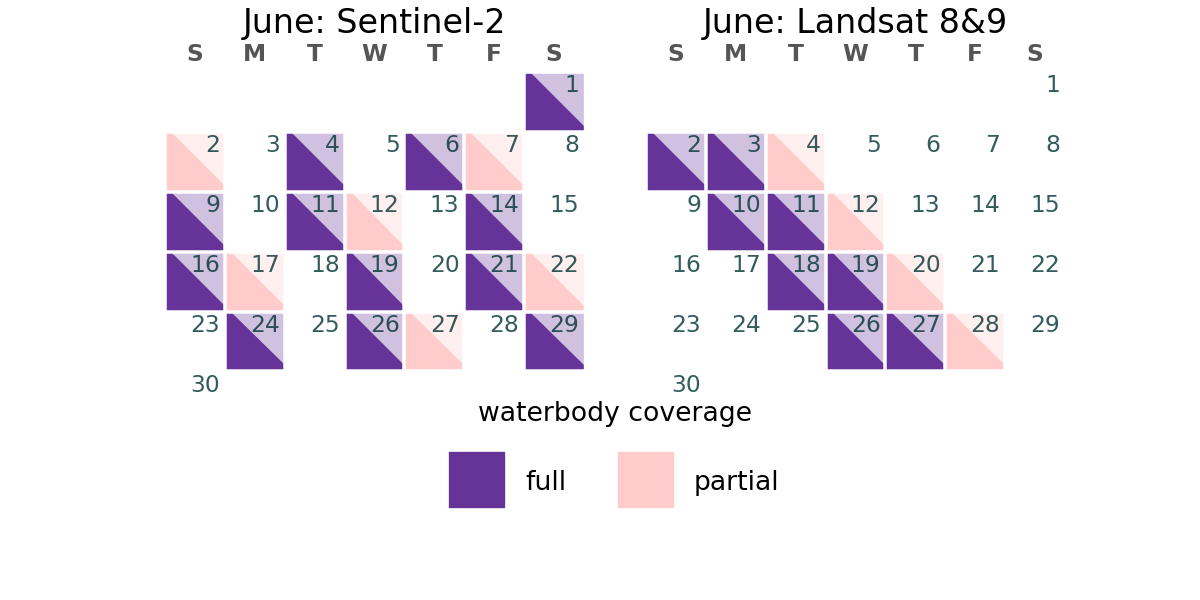 June: Sentinel-2
S M T W T F S
1
2 3 4 5 6 7 8
9 10 11 12 13 14 15
16 17 18 19 20 21 22
23 24 25 26 27 28 29
30
June: Landsat 8&9
S M T W T F S
1
2 3 4 5 6 7 8
9 10 11 12 13 14 15
16 17 18 19 20 21 22
23 24 25 26 27 28 29
30
waterbody coverage
full
partial